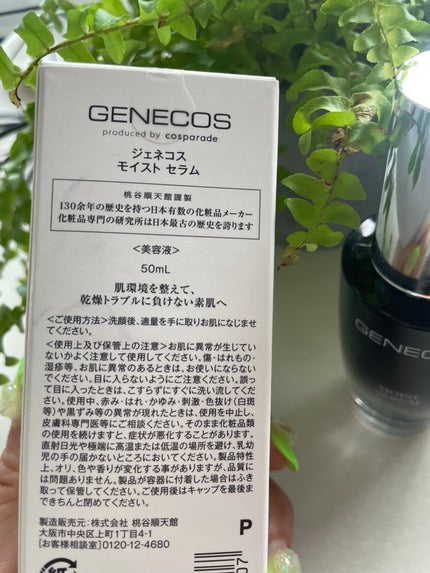 GENECOS
produced by cosparade
ジェネコス
モイスト セラム
桃谷順天館謹製
130余年の歴史を持つ日本有数の化粧品メーカー
化粧品専門の研究所は日本最古の歴史を誇ります
<美容液>
50mL
肌環境を整えて、
乾燥トラブルに負けない素肌へ
<ご使用方法>洗顔後、適量を手に取りお肌になじませ
てください。
<使用上及び保管上の注意> お肌に異常が生じてい
ないかよく注意して使用してください。傷・はれもの・
湿疹等、お肌に異常のあるときは、お使いにならない
でください。目に入らないようにご注意ください。誤っ
て目に入ったときは、こすらずにすぐに洗い流してく
ださい。使用中、赤み・はれ・かゆみ・刺激・色抜け(白斑
等)や黒ずみ等の異常が現れたときは、使用を中止し、
皮膚科専門医等にご相談ください。そのまま化粧品類
の使用を続けますと、症状が悪化することがあります。
直射日光や極端に高温または低温の場所を避け、乳幼
児の手の届かないところにおいてください。製品特性
上、オリ、色や香りが変化する事がありますが、品質に
は問題ありません。製品が容器に付着した場合はふき
取って保管してください。ご使用後はキャップを最後ま
できちんと閉めてください。
製造販売元:株式会社 桃谷順天館
大阪市中央区上町1丁目4-1
[お客様相談室]0120-12-4680
P
GENECOS